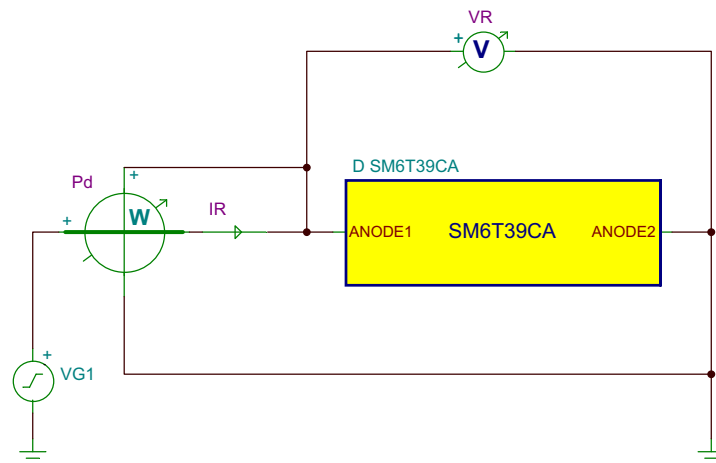 VR
+
V
D SM6T39CA
+
Pd
IR
+
W
ANODE1
SM6T39CA
ANODE2
+
VG1